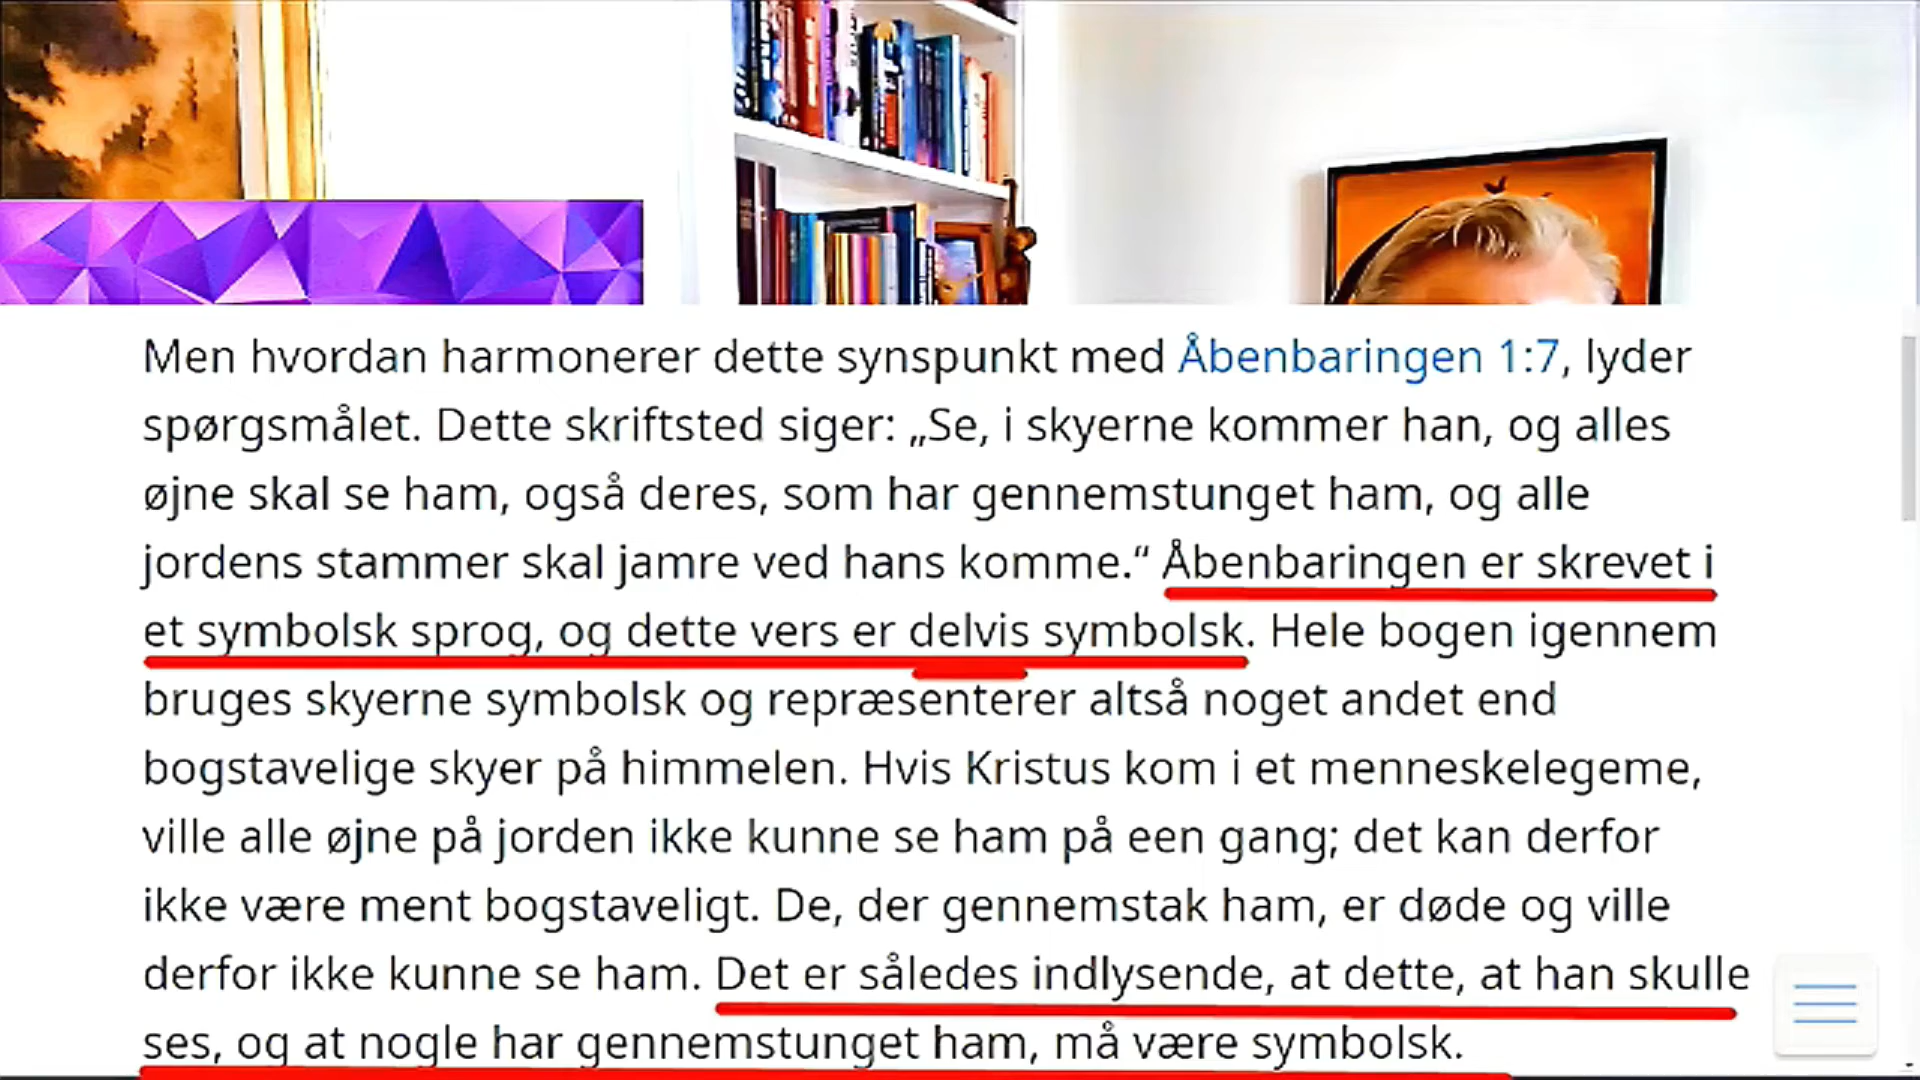 Men hvordan harmonerer dette synspunkt med Åbenbaringen 1:7, lyder
spørgsmålet. Dette skriftsted siger: „Se, i skyerne kommer han, og alles
øjne skal se ham, også deres, som har gennemstunget ham, og alle
jordens stammer skal jamre ved hans komme.“ Åbenbaringen er skrevet i
et symbolsk sprog, og dette vers er delvis symbolsk. Hele bogen igennem
bruges skyerne symbolsk og repræsenterer altså noget andet end
bogstavelige skyer på himmelen. Hvis Kristus kom i et menneskelegeme,
ville alle øjne på jorden ikke kunne se ham på een gang; det kan derfor
ikke være ment bogstaveligt. De, der gennemstak ham, er døde og ville
derfor ikke kunne se ham. Det er således indlysende, at dette, at han skulle
ses, og at nogle har gennemstunget ham, må være symbolsk.